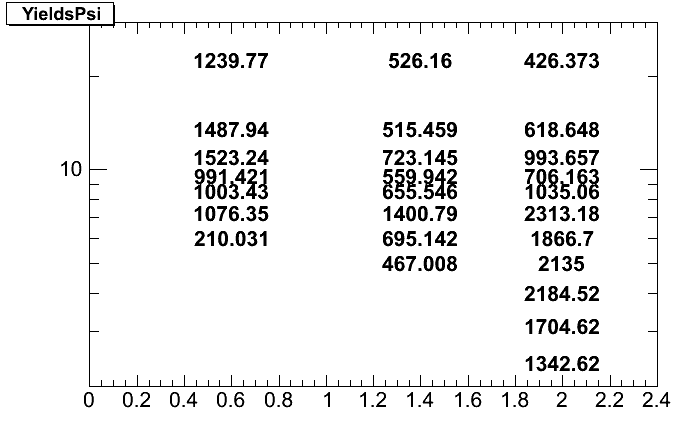 YieldsPsi
1239.77 526.16 426.373
1487.94 515.459 618.648
1523.24 723.145 993.657
10
991.421 559.942 706.163
1003.43 655.546 1035.06
1076.35 1400.79 2313.18
210.031 695.142 1866.7
467.008 2135
2184.52
1704.62
1342.62
0 0.2 0.4 0.6 0.8 1 1.2 1.4 1.6 1.8 2 2.2 2.4